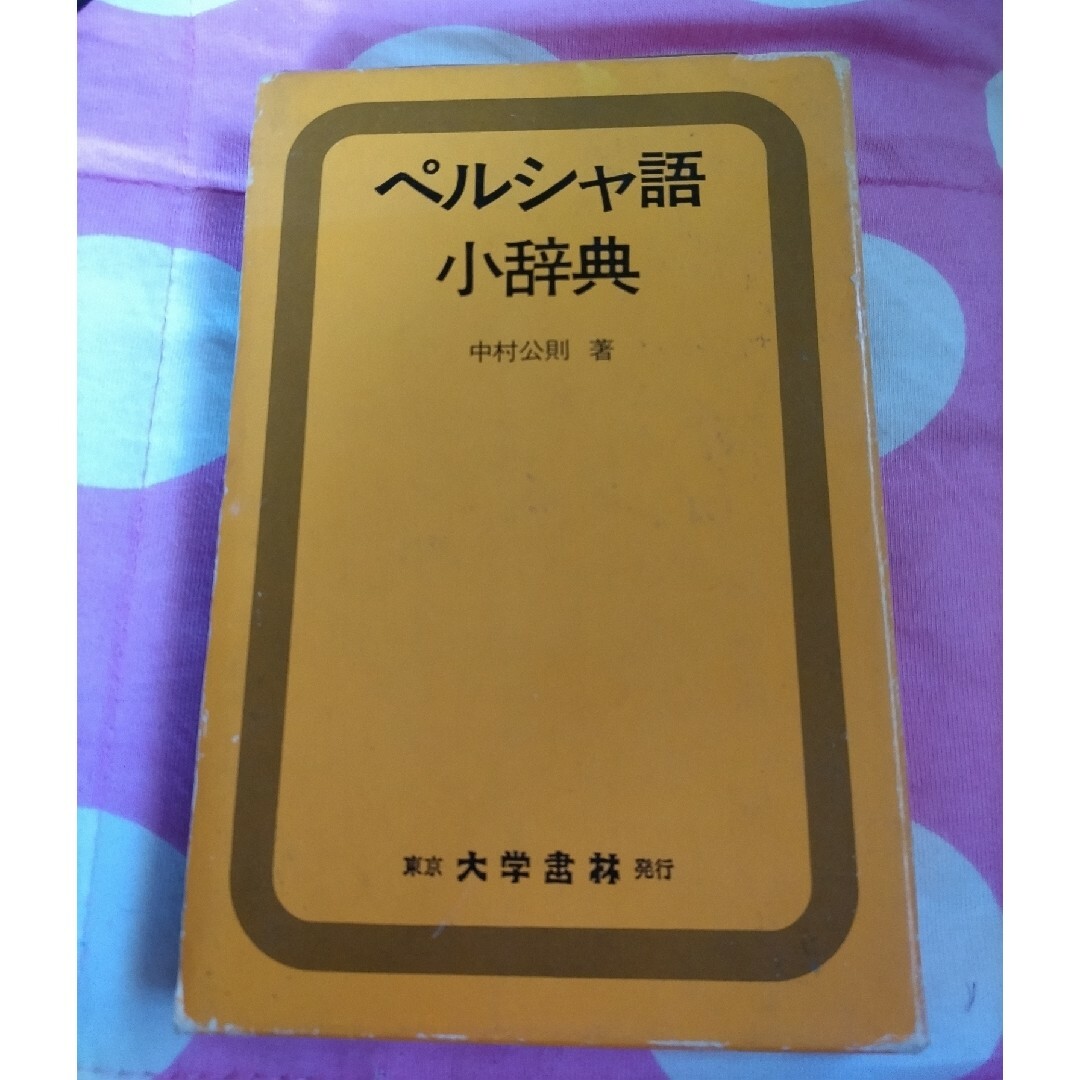 ペルシャ語
小辞典
中村公則 著
東京 大学書林 発行